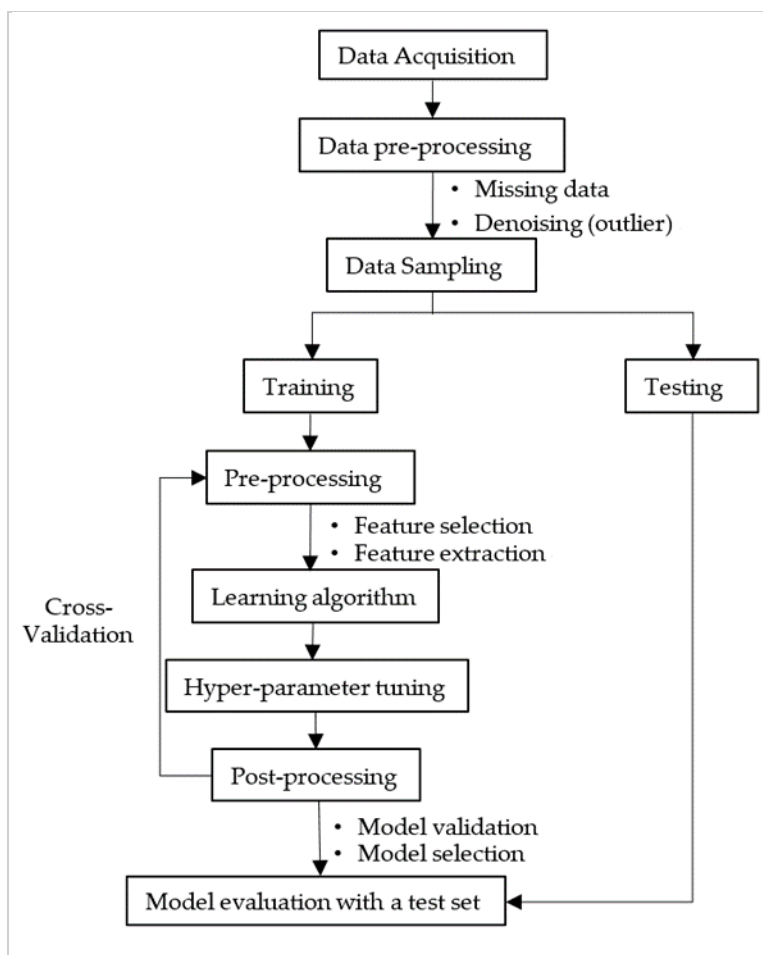 Data Acquisition
Data pre-processing
• Missing data
• Denoising (outlier)
Data Sampling
Training
Testing
Pre-processing
• Feature selection
• Feature extraction
Learning algorithm
Cross-
Validation
Hyper-parameter tuning
Post-processing
• Model validation
• Model selection
Model evaluation with a test set